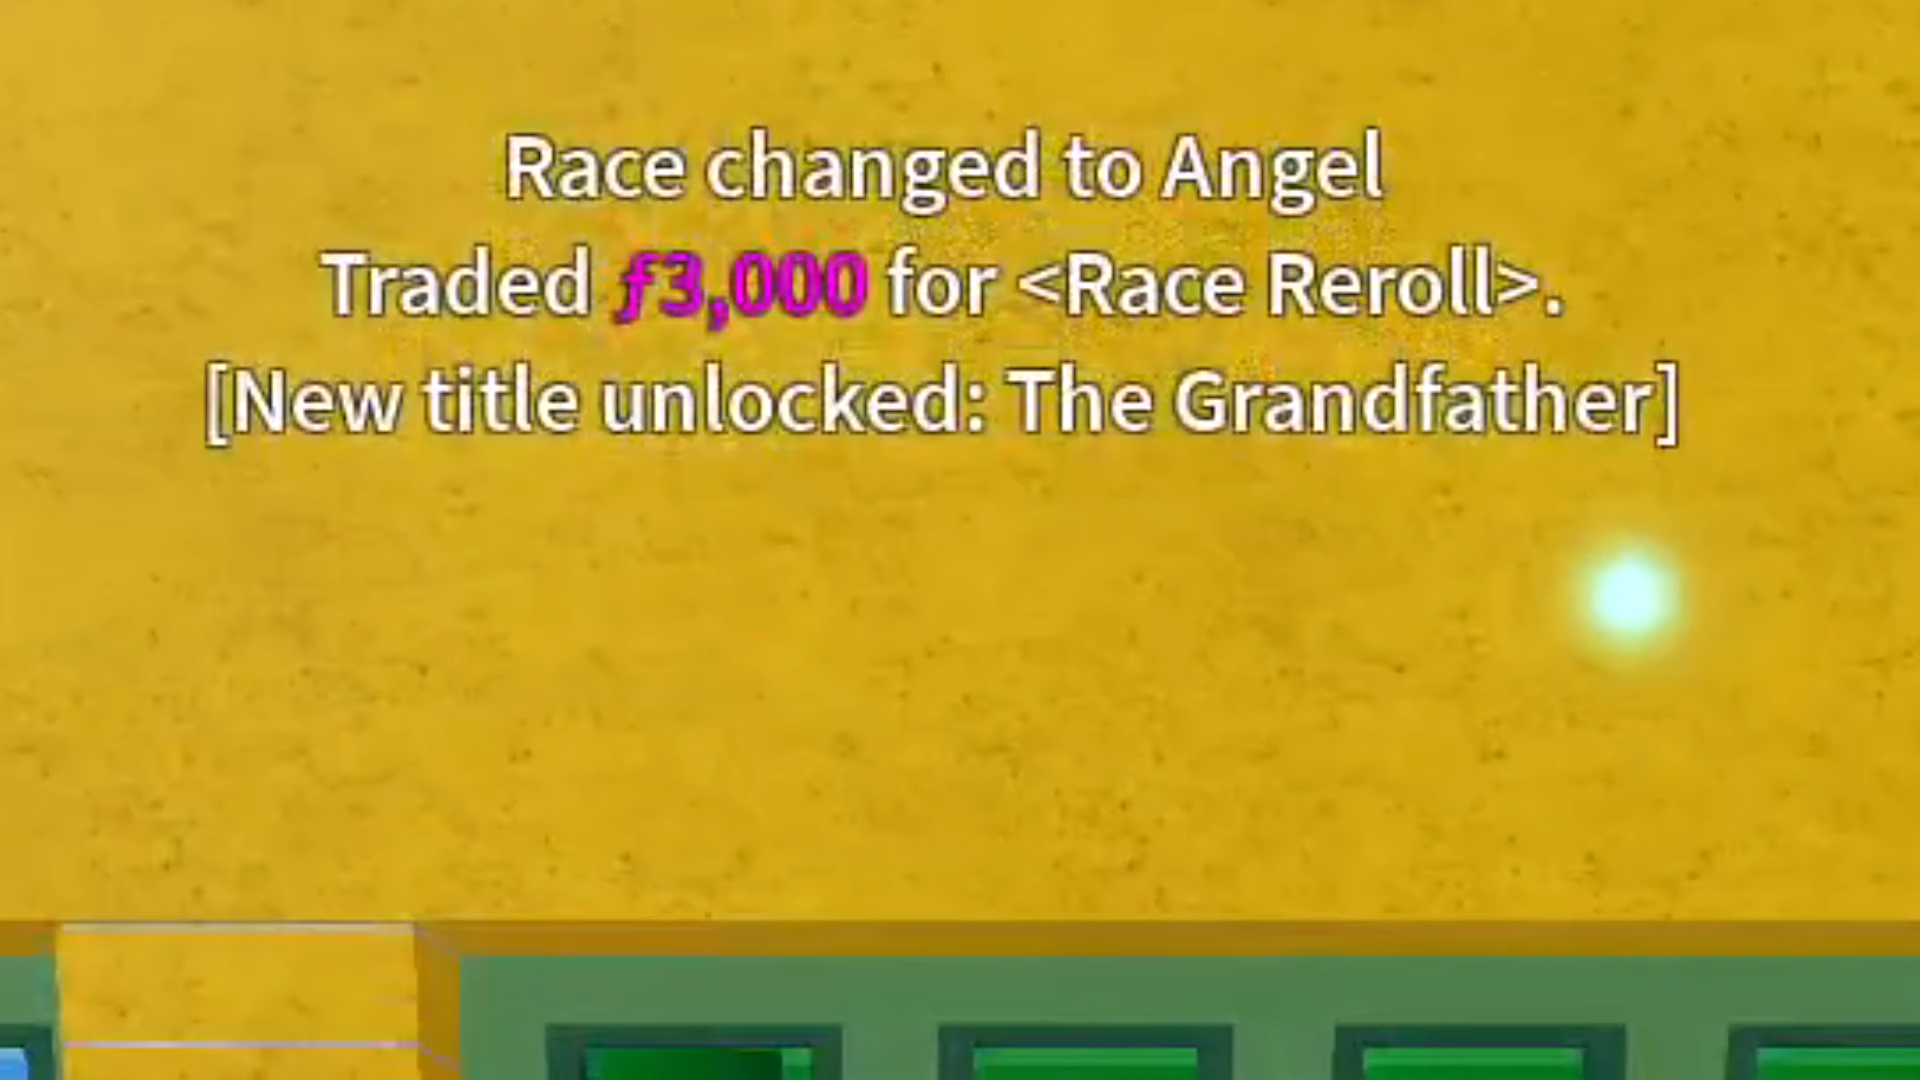 Race changed to Angel
Traded ƒ3,000 for <Race Reroll>.
[New title unlocked: The Grandfather]